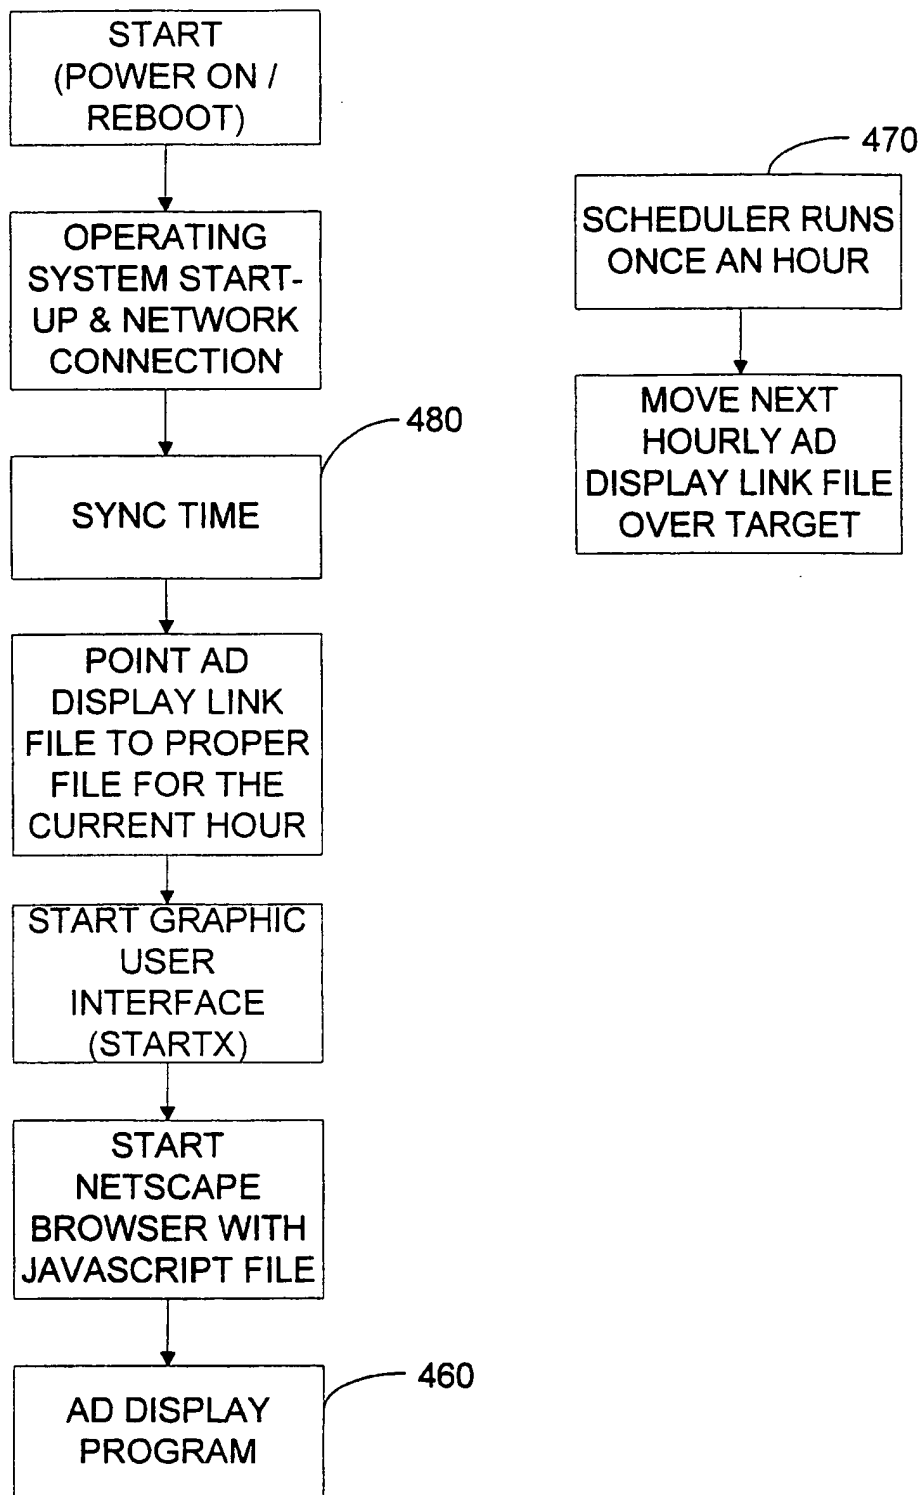 START
(POWER ON /
REBOOT)
OPERATING
SYSTEM START-
UP & NETWORK
CONNECTION
480
SYNC TIME
POINT AD
DISPLAY LINK
FILE TO PROPER
FILE FOR THE
CURRENT HOUR
START GRAPHIC
USER
INTERFACE
(STARTX)
START
NETSCAPE
BROWSER WITH
JAVASCRIPT FILE
460
AD DISPLAY
PROGRAM
470
SCHEDULER RUNS
ONCE AN HOUR
MOVE NEXT
HOURLY AD
DISPLAY LINK FILE
OVER TARGET